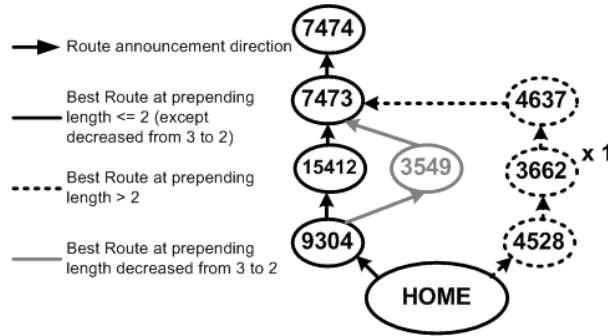 7474
Route announcement direction
Best Route at prepending
length <= 2 (except
decreased from 3 to 2)
7473
4637
15412
3549
3662
x 1
Best Route at prepending
length > 2
9304
4528
Best Route at prepending
length decreased from 3 to 2
HOME